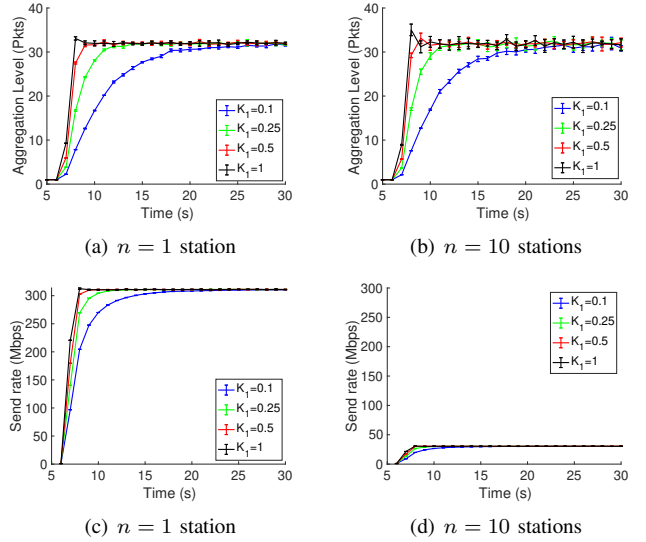 Aggregation Level (Pkts)
40
30
20
10
0
5 10 15 20 25 30
Time (s)
K1=0.1
K1=0.25
K1=0.5
K1=1
(a) n = 1 station
Aggregation Level (Pkts)
40
30
20
10
0
5 10 15 20 25 30
Time (s)
K1=0.1
K1=0.25
K1=0.5
K1=1
(b) n = 10 stations
Send rate (Mbps)
300
250
200
150
100
50
0
5 10 15 20 25 30
Time (s)
K1=0.1
K1=0.25
K1=0.5
K1=1
(c) n = 1 station
Send rate (Mbps)
300
250
200
150
100
50
0
5 10 15 20 25 30
Time (s)
K1=0.1
K1=0.25
K1=0.5
K1=1
(d) n = 10 stations